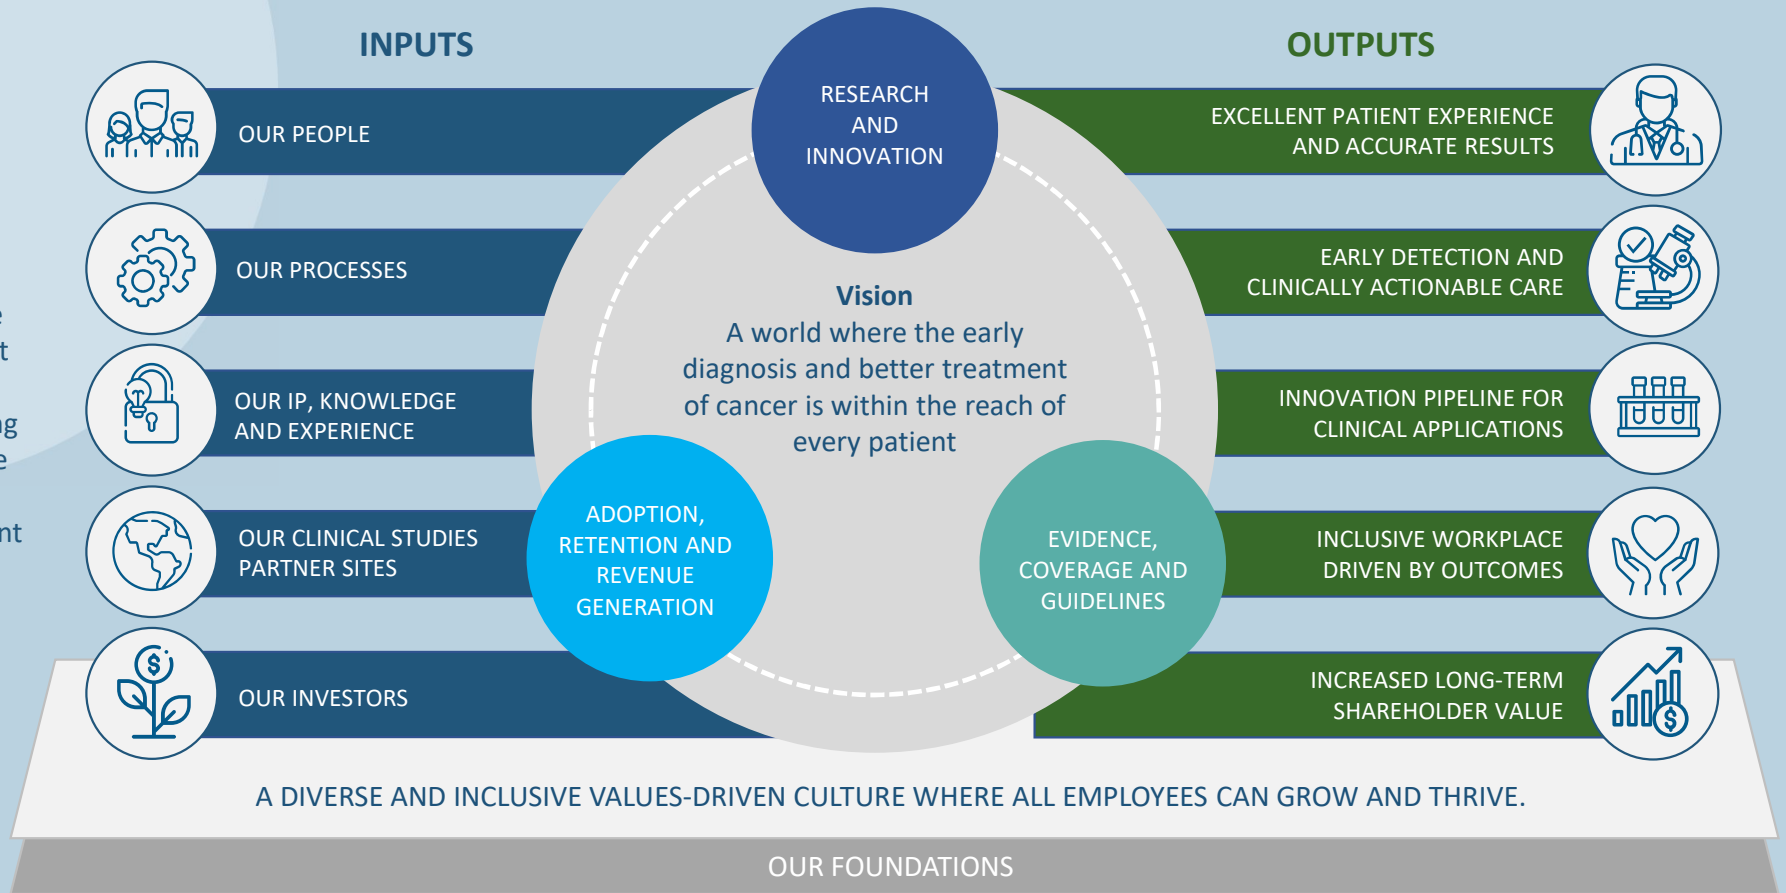 INPUTS
OUR PEOPLE
OUR PROCESSES
OUR IP, KNOWLEDGE
AND EXPERIENCE
OUR CLINICAL STUDIES
PARTNER SITES
OUR INVESTORS
RESEARCH
AND
INNOVATION
Vision
A world where the early
diagnosis and better treatment
of cancer is within the reach of
every patient
ADOPTION,
RETENTION AND
REVENUE
GENERATION
EVIDENCE,
COVERAGE AND
GUIDELINES
OUTPUTS
EXCELLENT PATIENT EXPERIENCE
AND ACCURATE RESULTS
EARLY DETECTION AND
CLINICALLY ACTIONABLE CARE
INNOVATION PIPELINE FOR
CLINICAL APPLICATIONS
INCLUSIVE WORKPLACE
DRIVEN BY OUTCOMES
INCREASED LONG-TERM
SHAREHOLDER VALUE
A DIVERSE AND INCLUSIVE VALUES-DRIVEN CULTURE WHERE ALL EMPLOYEES CAN GROW AND THRIVE.
OUR FOUNDATIONS